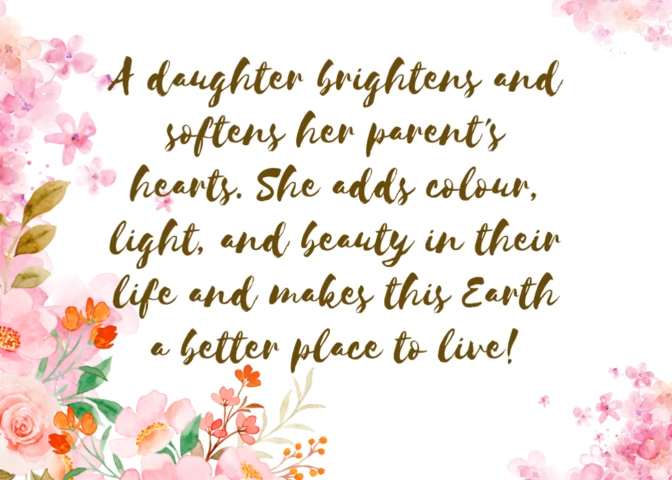 A daughter brightens and
softens her parent's
hearts. She adds colour,
light, and beauty in their
life and makes this Earth
a better place to live!